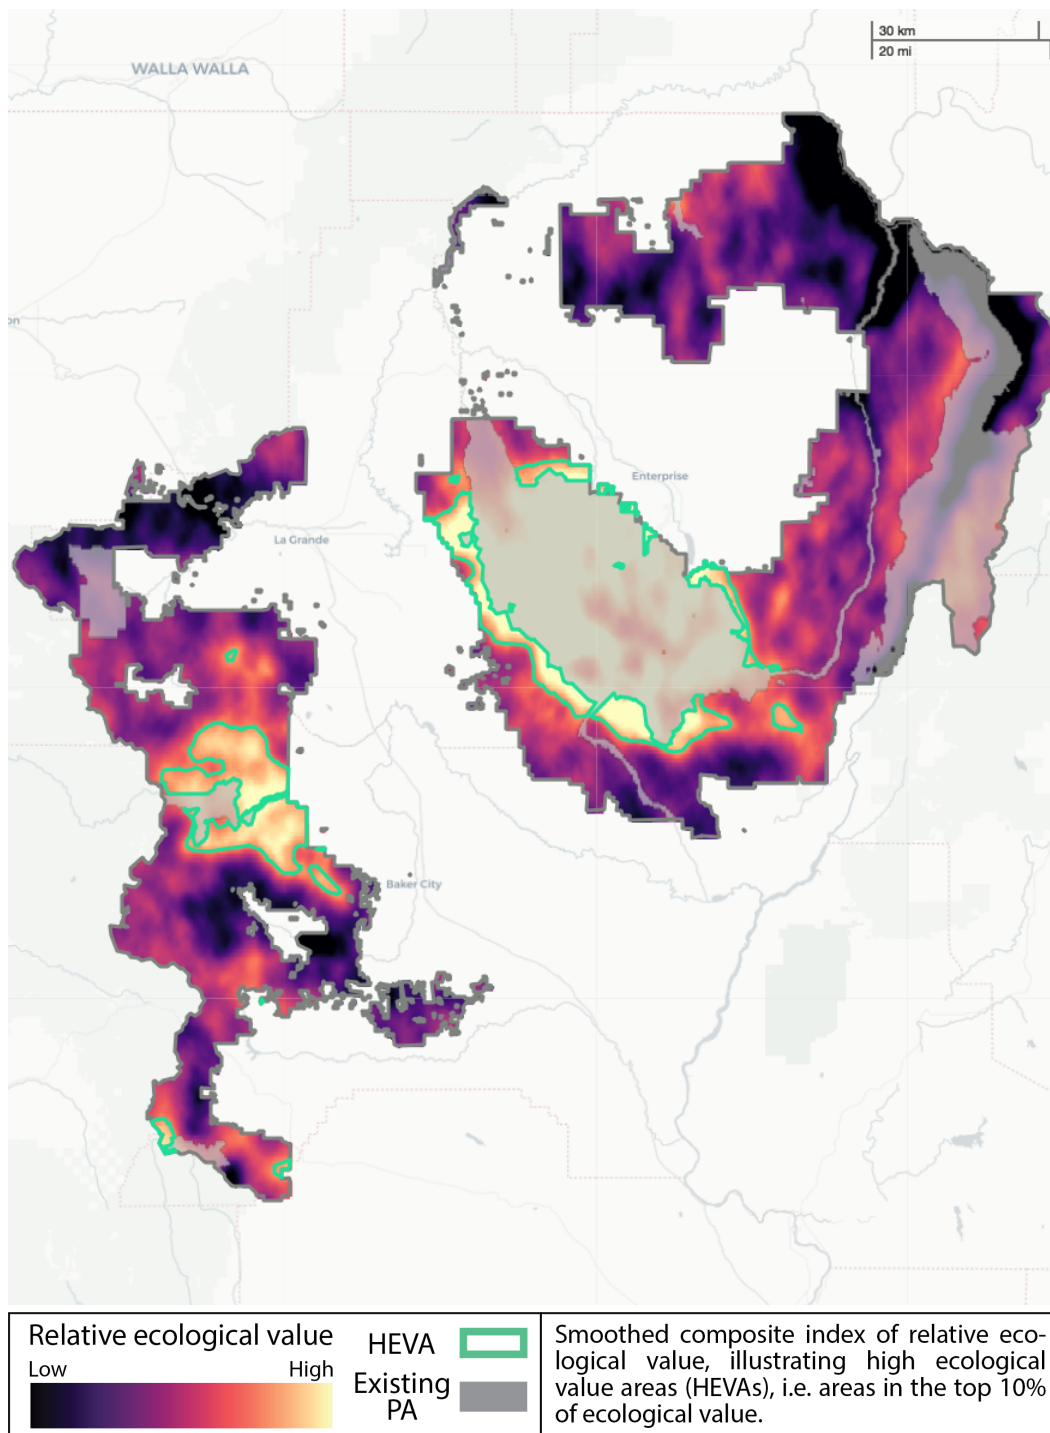 WALLA WALLA
30 km
20 mi
on
Enterprise
La Grande
Baker City
Relative ecological value
Low High
HEVA
Existing
PA
Smoothed composite index of relative eco-
logical value, illustrating high ecological
value areas (HEVAs), i.e. areas in the top 10%
of ecological value.